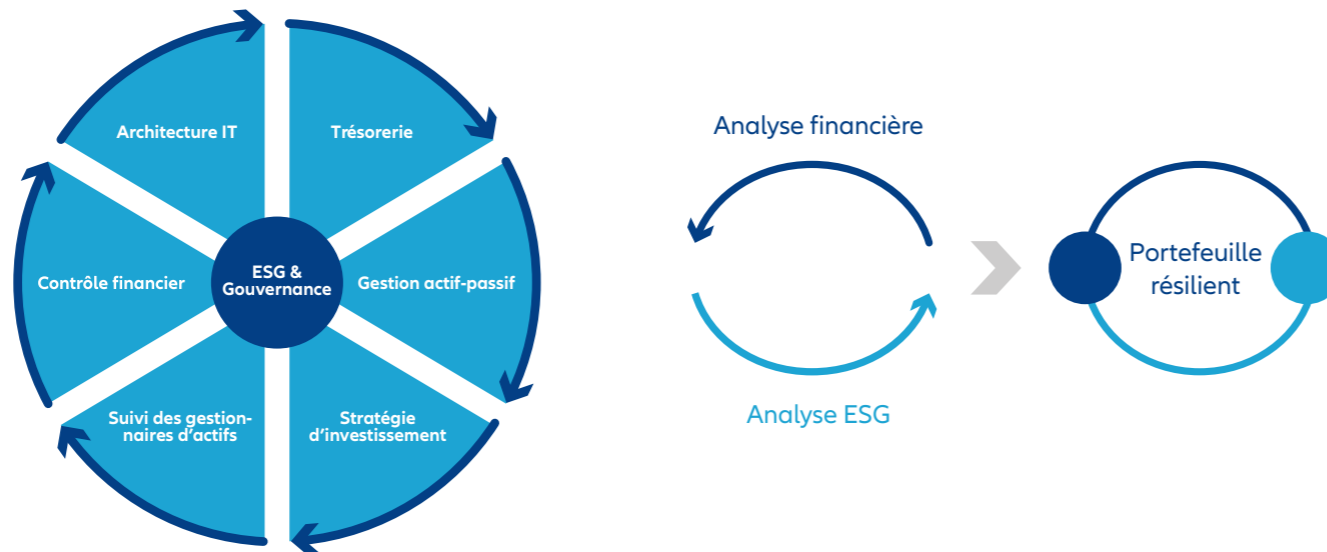 Architecture IT
Trésorerie
Contrôle financier
ESG &
Gouvernance
Gestion actif-passif
Suivi des gestion-
naires d'actifs
Stratégie
d'investissement
Analyse financière
Analyse ESG
Portefeuille
résilient